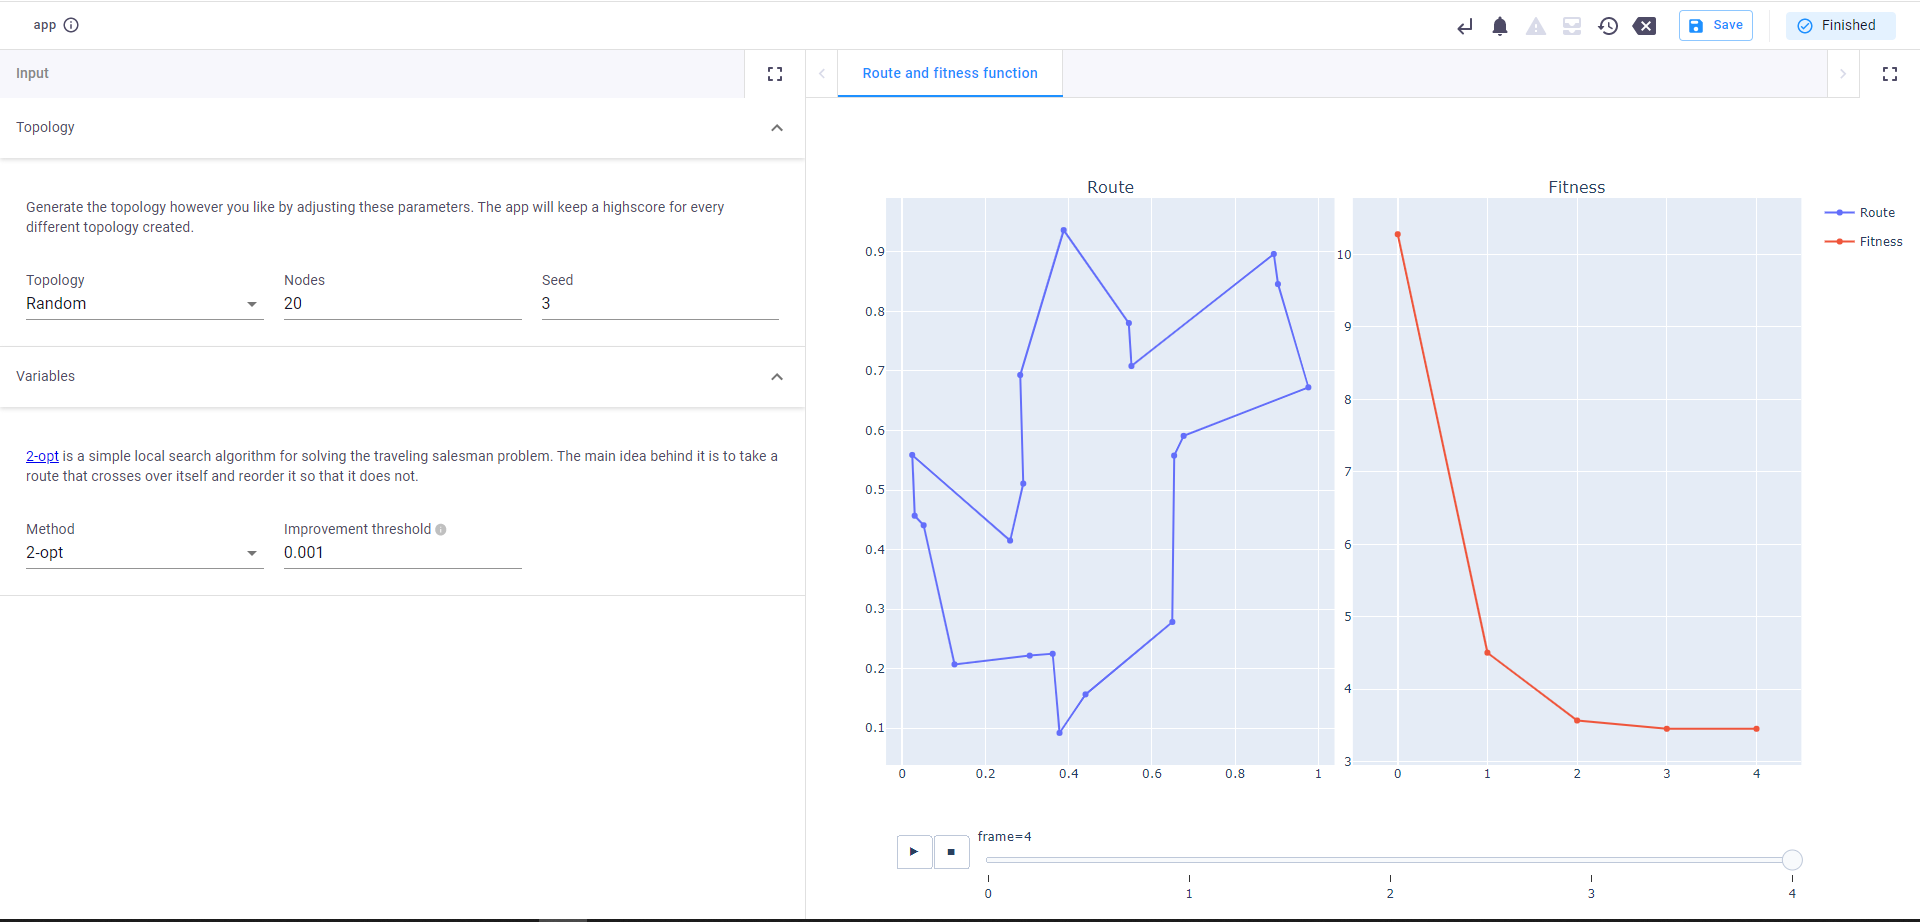 app
Save
Finished
Input
Route and fitness function
Topology
Generate the topology however you like by adjusting these parameters. The app will keep a highscore for every
different topology created.
Topology
Nodes
Seed
Random
20
3
Variables
2-opt is a simple local search algorithm for solving the traveling salesman problem. The main idea behind it is to take a
route that crosses over itself and reorder it so that it does not.
Method
Improvement threshold
2-opt
0.001
Route
0.9
0.8
0.7
0.6
0.5
0.4
0.3
0.2
0.1
0 0.2 0.4 0.6 0.8 1
Fitness
10
9
8
7
6
5
4
3
0 1 2 3 4
Route
Fitness
frame=4
0 1 2 3 4